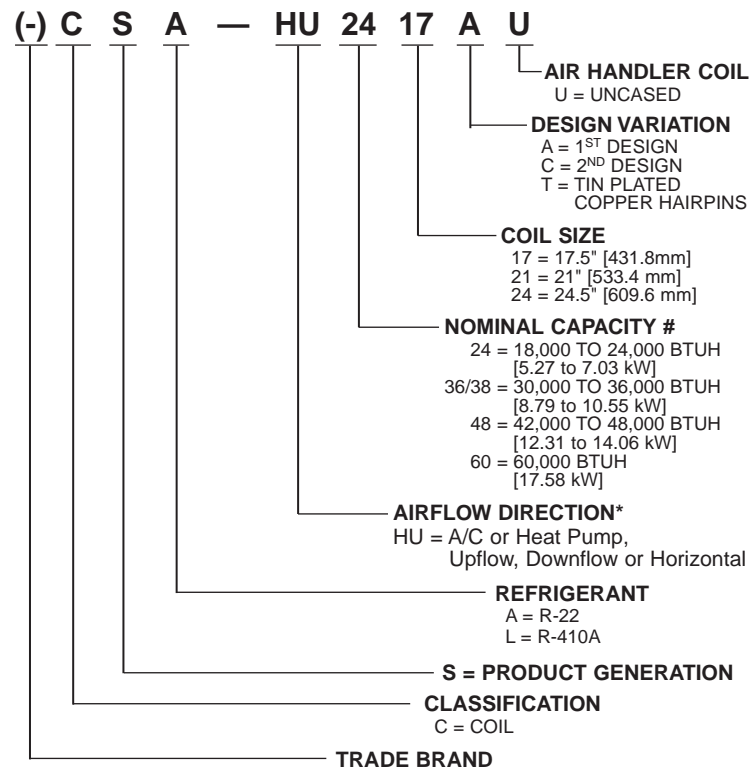 (-) C S A — HU 24 17 A U
AIR HANDLER COIL
U = UNCASED
DESIGN VARIATION
A = 1ST DESIGN
C = 2ND DESIGN
T = TIN PLATED
COPPER HAIRPINS
COIL SIZE
17 = 17.5" [431.8mm]
21 = 21" [533.4 mm]
24 = 24.5" [609.6 mm]
NOMINAL CAPACITY #
24 = 18,000 TO 24,000 BTUH
[5.27 to 7.03 kW]
36/38 = 30,000 TO 36,000 BTUH
[8.79 to 10.55 kW]
48 = 42,000 TO 48,000 BTUH
[12.31 to 14.06 kW]
60 = 60,000 BTUH
[17.58 kW]
AIRFLOW DIRECTION*
HU = A/C or Heat Pump,
Upflow, Downflow or Horizontal
REFRIGERANT
A = R-22
L = R-410A
S = PRODUCT GENERATION
CLASSIFICATION
C = COIL
TRADE BRAND